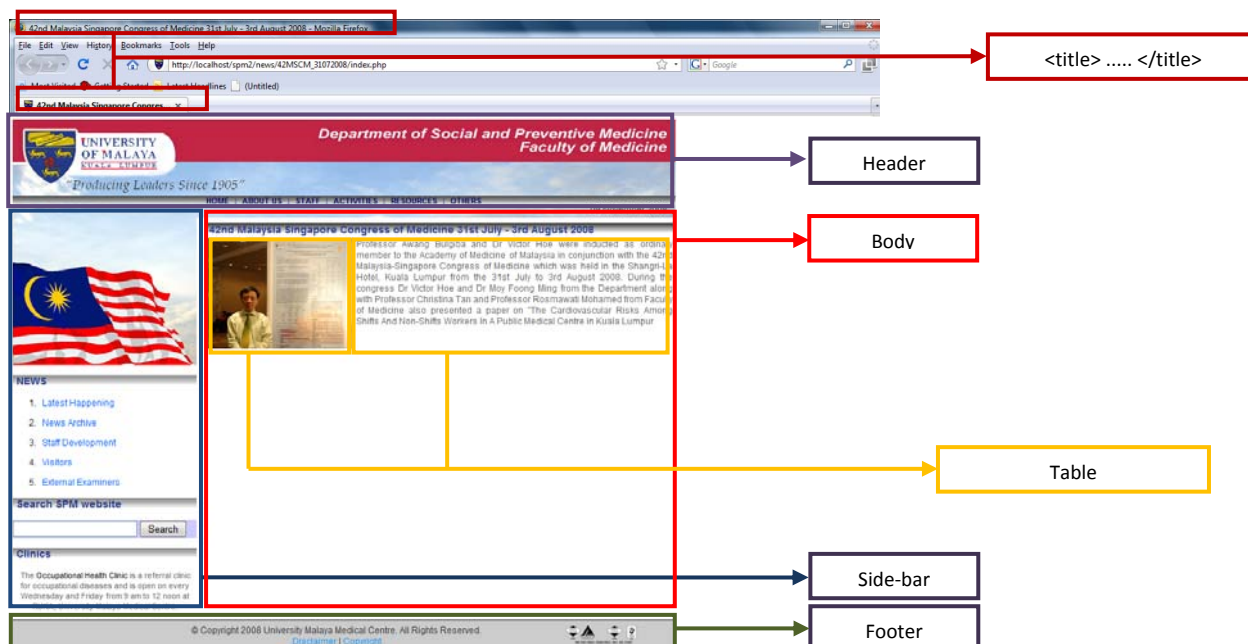 42nd Malaysia Singapore Congress of Medicine 31st July - 3rd August 2008 - Mozilla Firefox
File Edit View History Bookmarks Tools Help
http://localhost/spm2/news/42MSCM_31072008/index.php
Google
Most Visited Getting Started Latest Headlines (Untitled)
42nd Malaysia Singapore Congres...
<title> ..... </title>
UNIVERSITY
OF MALAYA
KUALA LUMPUR
"Producing Leaders Since 1905"
Department of Social and Preventive Medicine
Faculty of Medicine
Header
HOME | ABOUT US | STAFF | ACTIVITIES | RESOURCES | OTHERS
42nd Malaysia Singapore Congress of Medicine 31st July - 3rd August 2008
Professor Awang Bulgiba and Dr Victor Hoe were inducted as ordinary
member to the Academy of Medicine of Malaysia in conjunction with the 42nd
Malaysia-Singapore Congress of Medicine which was held in the Shangri-La
Hotel, Kuala Lumpur from the 31st July to 3rd August 2008. During the
congress Dr Victor Hoe and Dr Moy Foong Ming from the Department along
with Professor Christina Tan and Professor Rosmawati Mohamed from Facul
of Medicine also presented a paper on "The Cardiovascular Risks Among
Shifts And Non-Shifts Workers in A Public Medical Centre in Kuala Lumpur
Body
NEWS
1. Latest Happening
2. News Archive
3. Staff Development
4. Visitors
5. External Examiners
Table
Search SPM website
Search
Clinics
The Occupational Health Clinic is a referral clinic
for occupational diseases and is open on every
Wednesday and Friday from 9 am to 12 noon at
Side-bar
© Copyright 2008 University Malaya Medical Centre. All Rights Reserved.
Disclaimer | Copyright
Footer